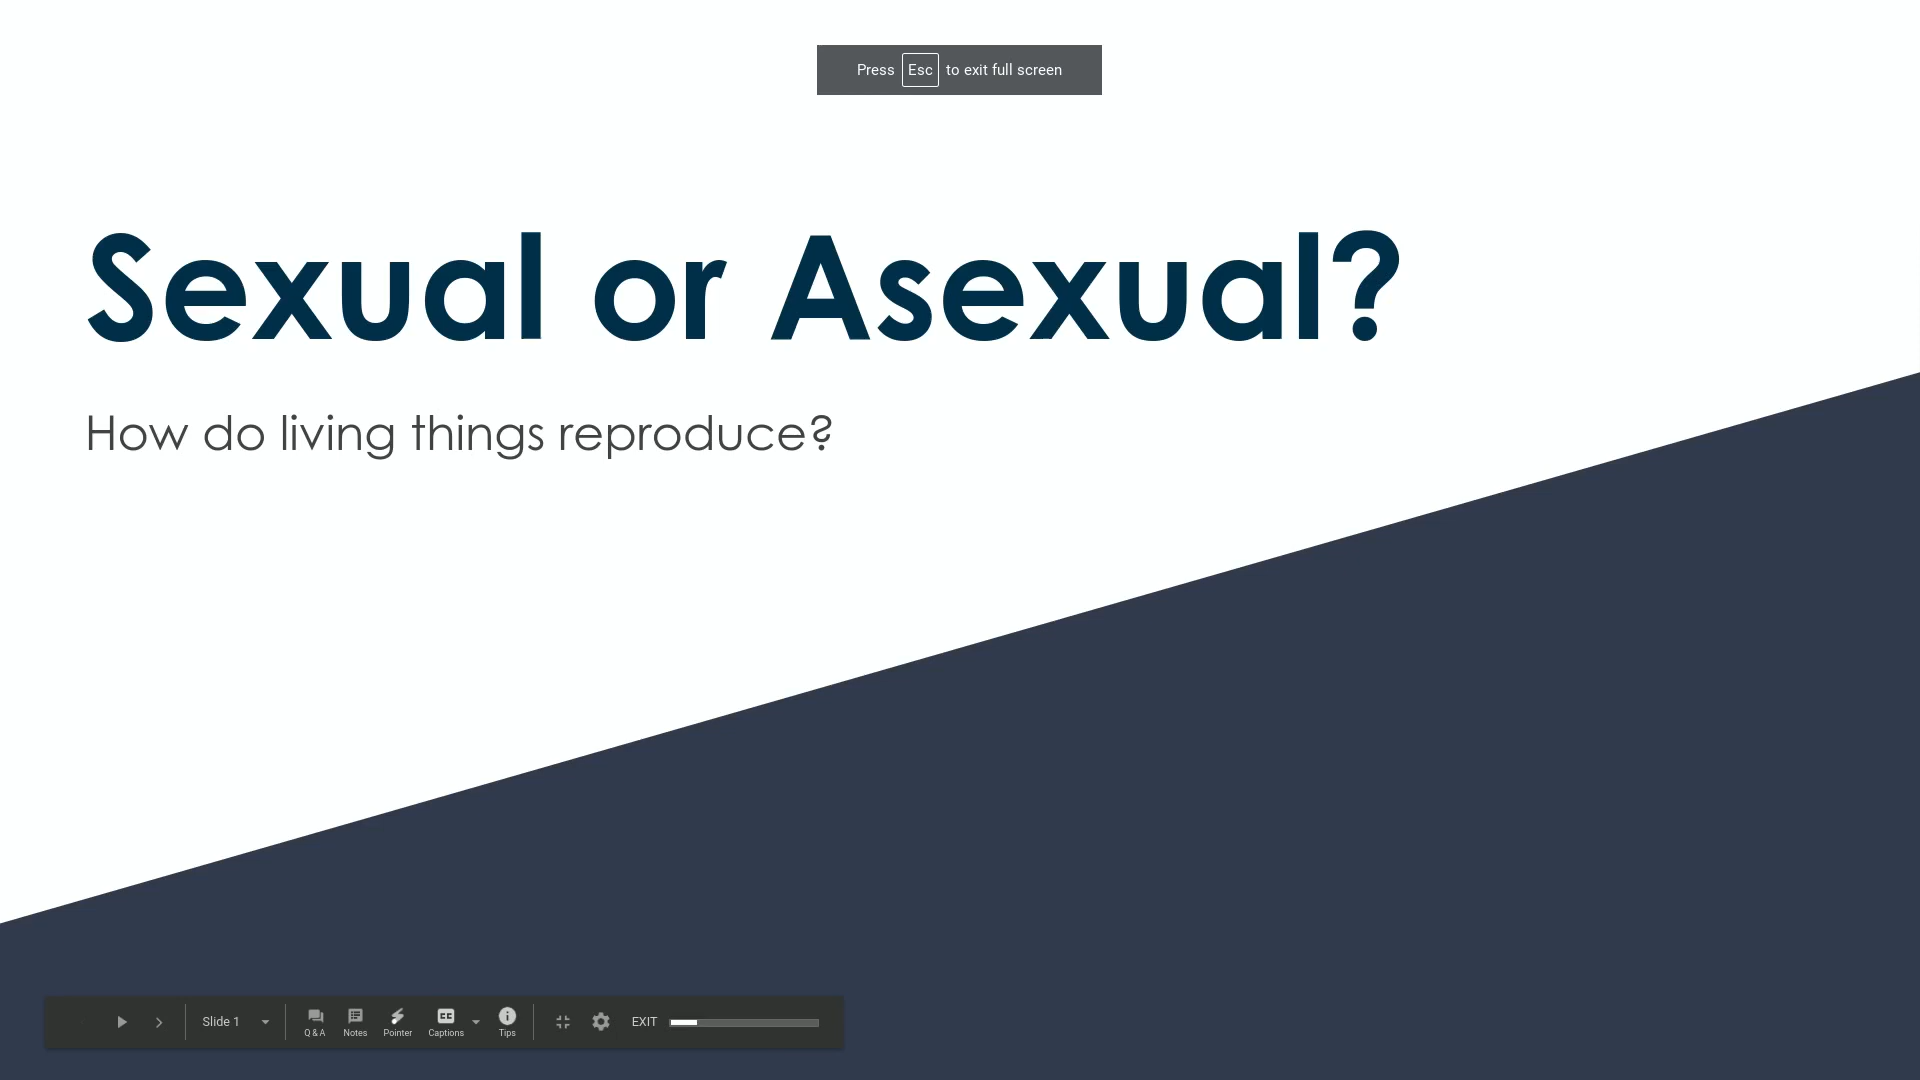 Press Esc to exit full screen
Sexual or Asexual?
How do living things reproduce?
Slide 1
Q & A
Notes
Pointer
Captions
Tips
EXIT